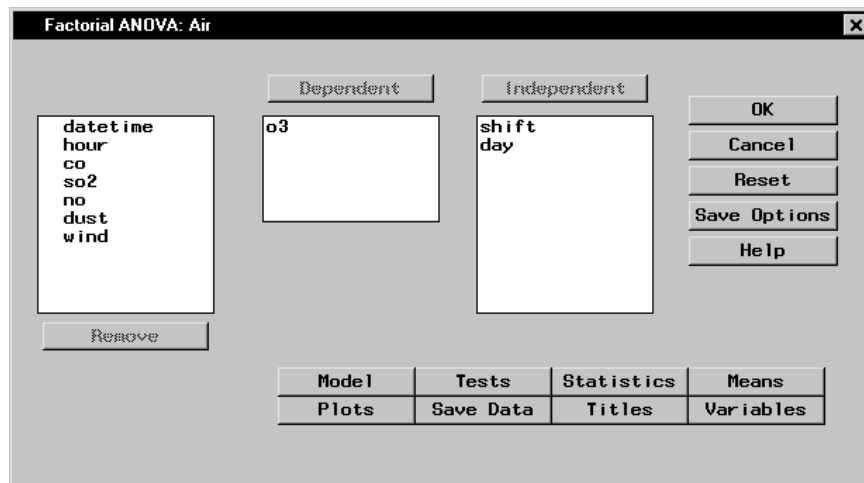 Factorial ANOVA: Air
Dependent
Independent
datetime
hour
co
so2
no
dust
wind
o3
shift
day
OK
Cancel
Reset
Save Options
Help
Remove
Model
Tests
Statistics
Means
Plots
Save Data
Titles
Variables